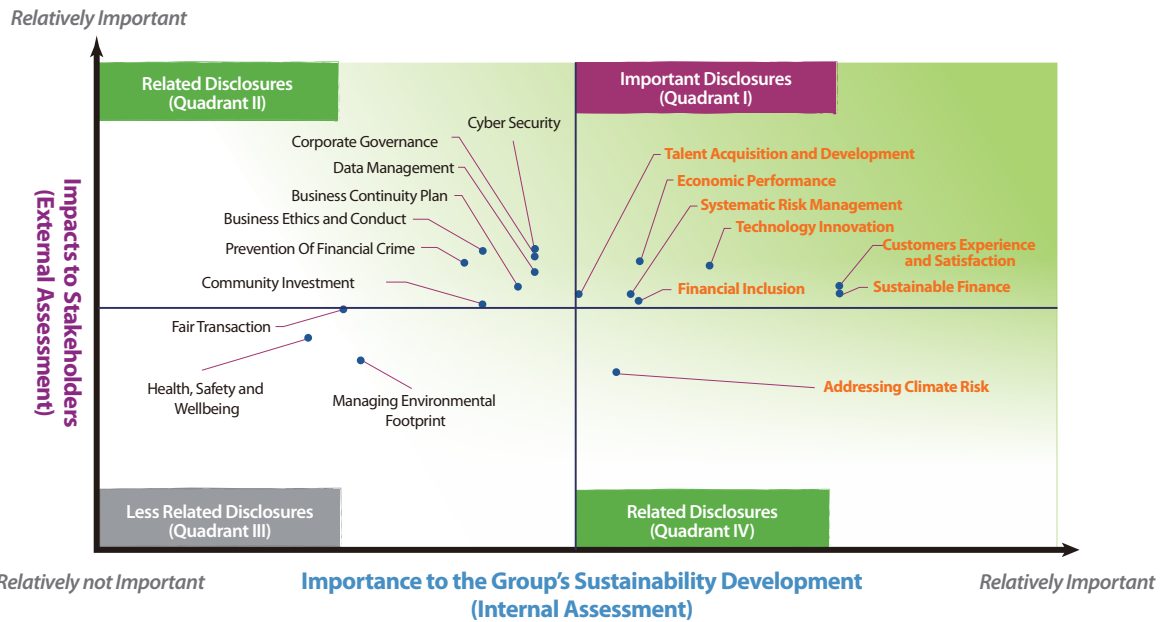 Relatively Important
Related Disclosures
(Quadrant II)
Important Disclosures
(Quadrant I)
Cyber Security
Corporate Governance
Data Management
Business Continuity Plan
Business Ethics and Conduct
Prevention Of Financial Crime
Community Investment
Talent Acquisition and Development
Economic Performance
Systematic Risk Management
Technology Innovation
Customers Experience
and Satisfaction
Financial Inclusion
Sustainable Finance
Impacts to Stakeholders
(External Assessment)
Fair Transaction
Health, Safety and
Wellbeing
Managing Environmental
Footprint
Addressing Climate Risk
Less Related Disclosures
(Quadrant III)
Related Disclosures
(Quadrant IV)
Relatively not Important
Importance to the Group's Sustainability Development
(Internal Assessment)
Relatively Important